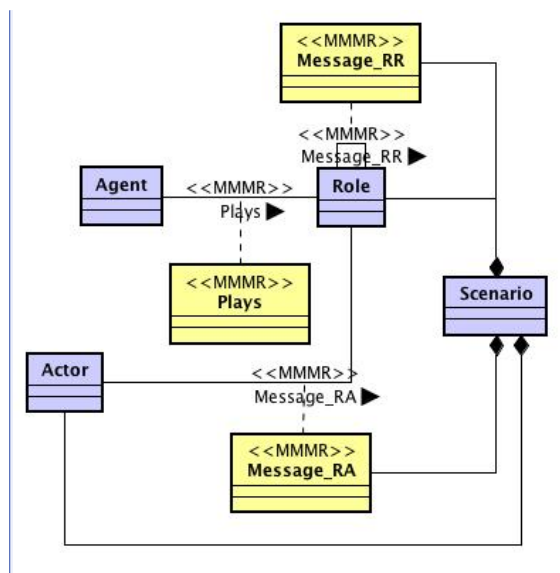 <<MMMR>>
Message_RR
<<MMMR>>
Message_RR
Agent
<<MMMR>>
Plays
Role
<<MMMR>>
Plays
Scenario
Actor
<<MMMR>>
Message_RA
<<MMMR>>
Message_RA